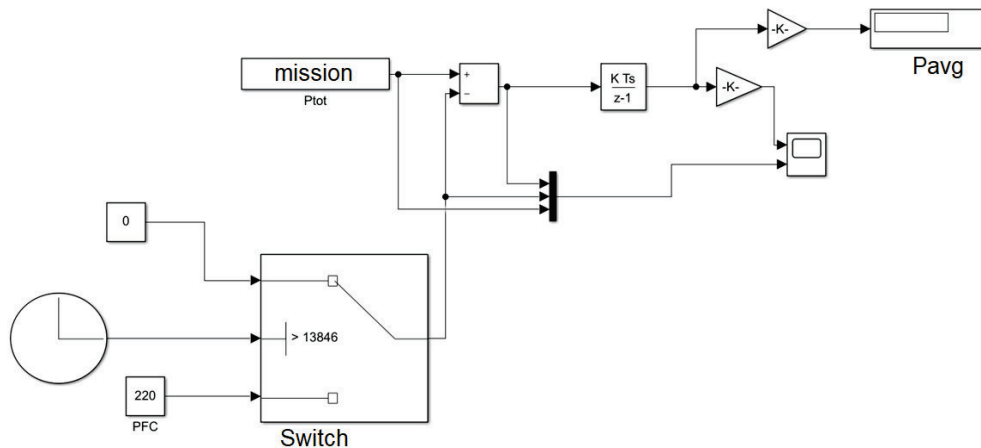 -K-
Pavg
mission
Ptot
+
−
K Ts
z-1
-K-
0
> 13846
220
PFC
Switch